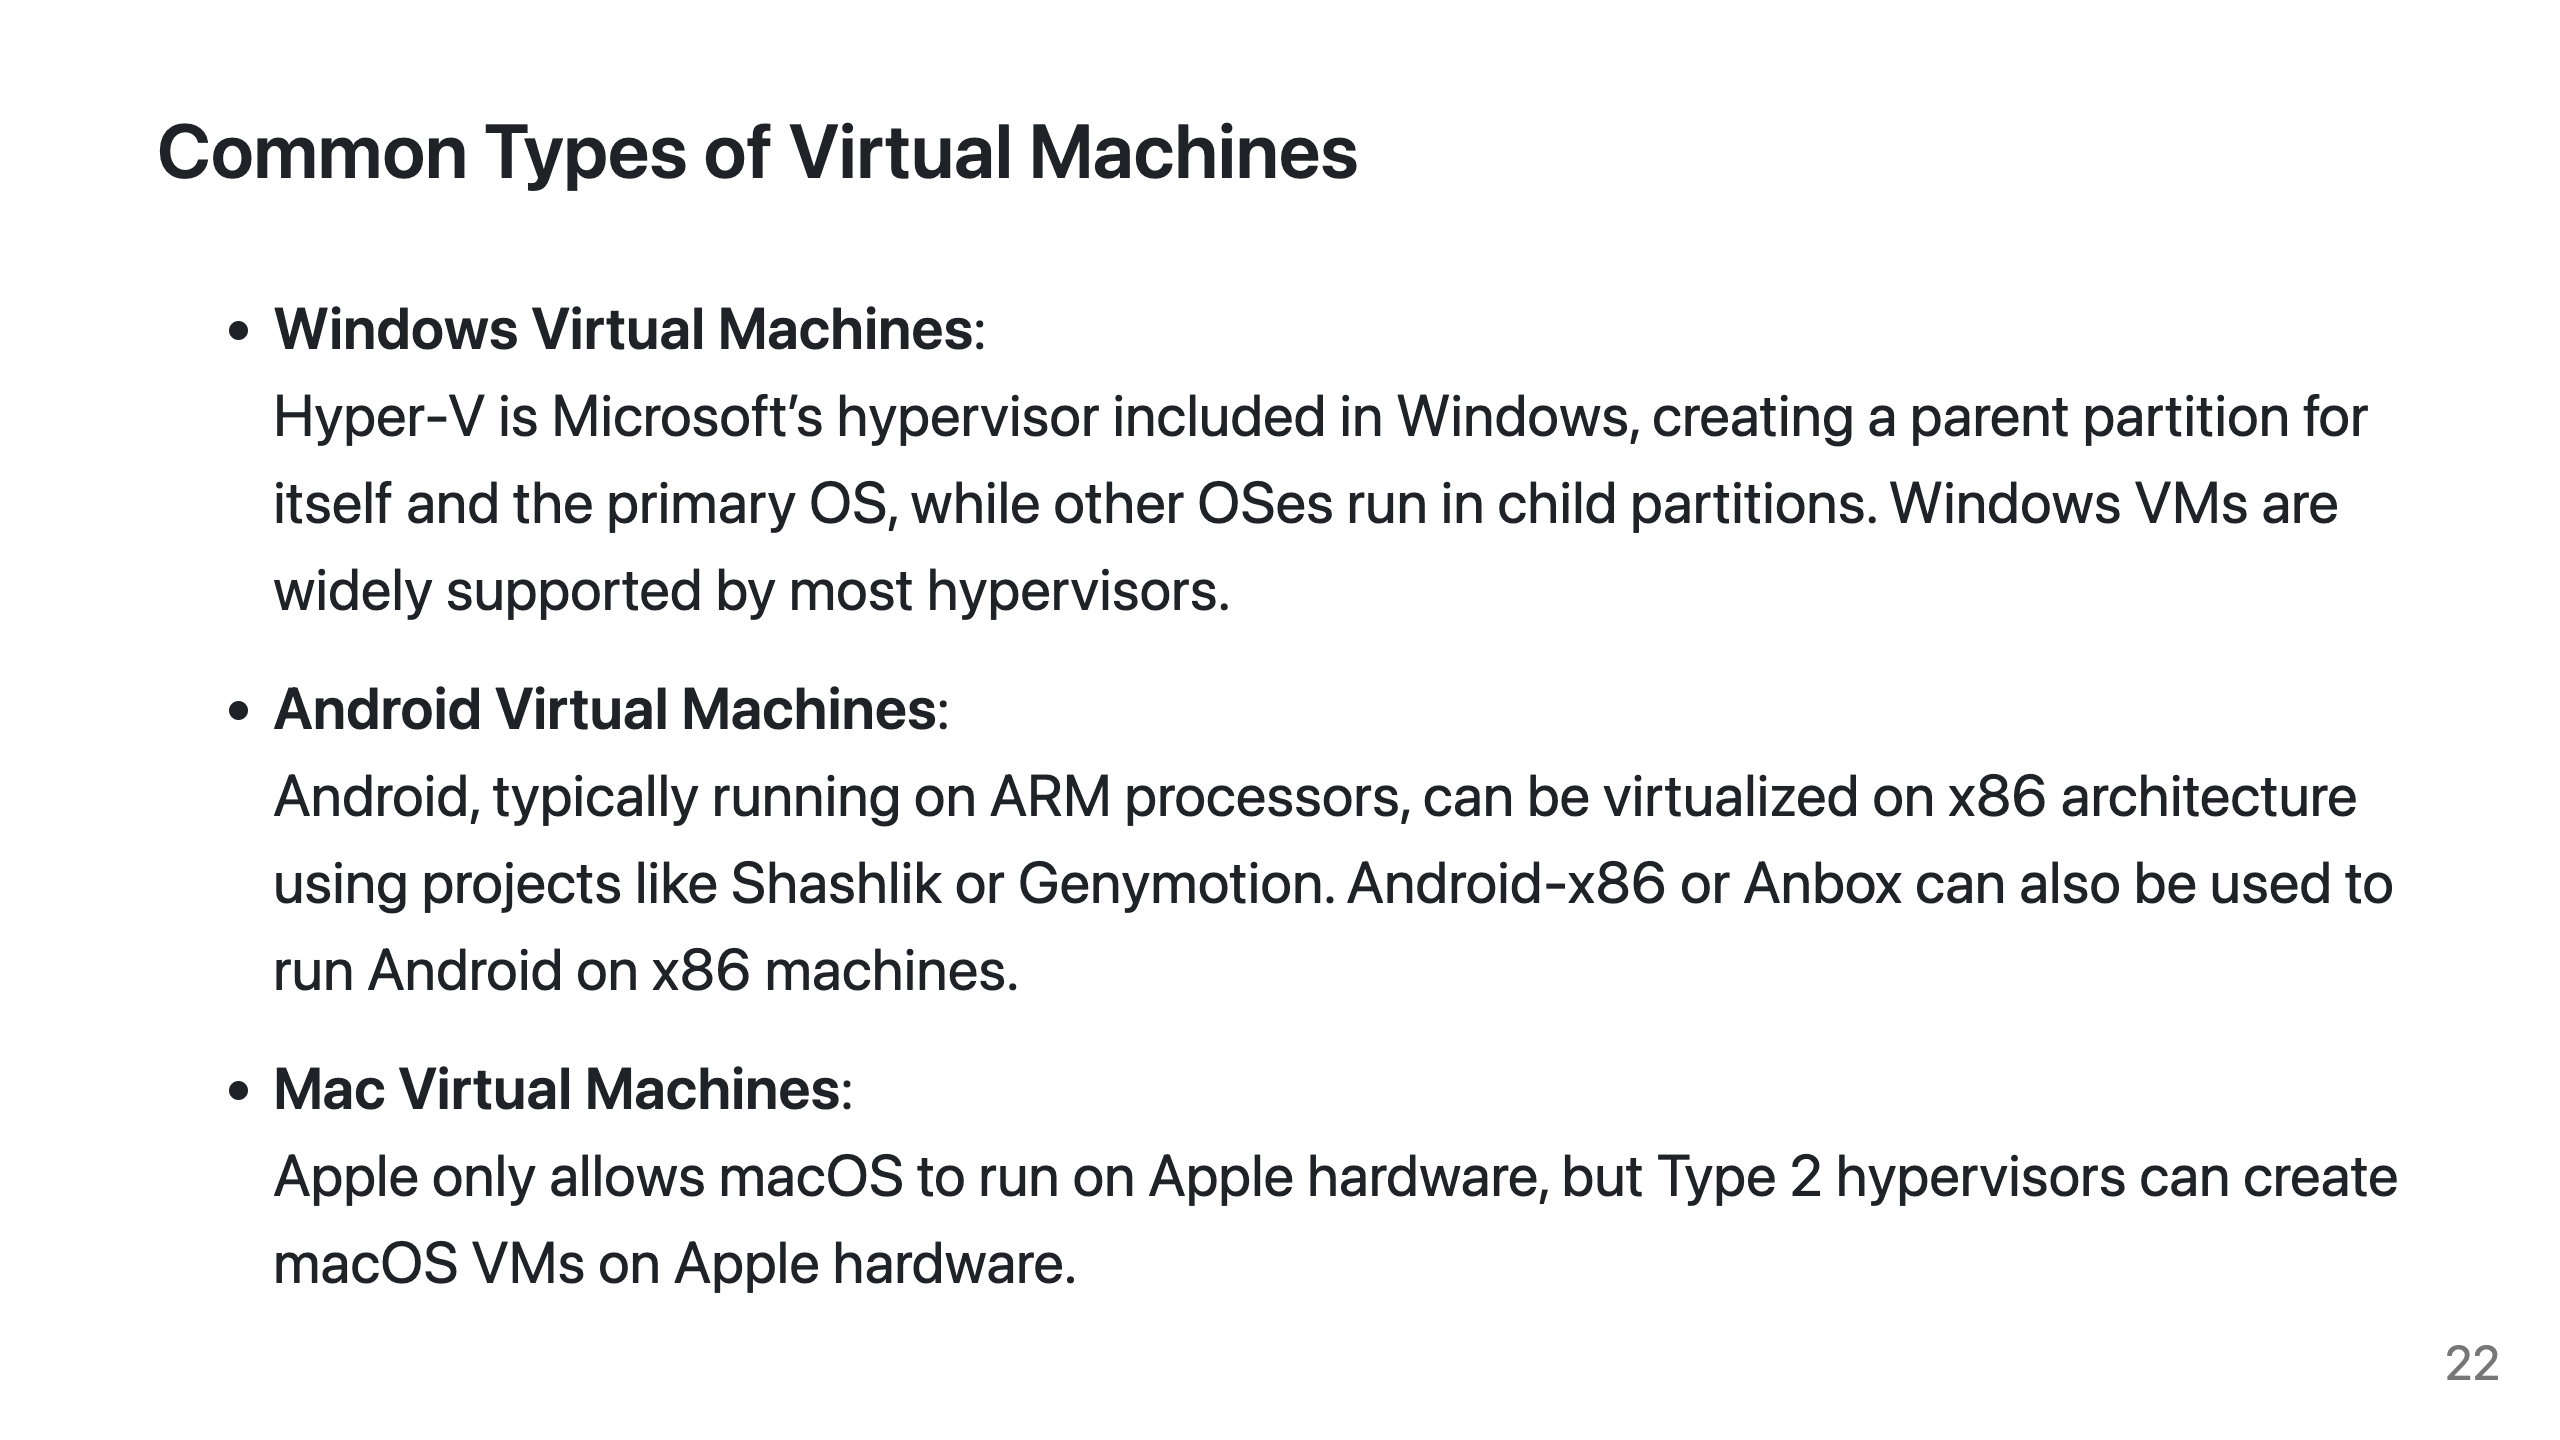 Common Types of Virtual Machines
• Windows Virtual Machines:
Hyper-V is Microsoft’s hypervisor included in Windows, creating a parent partition for
itself and the primary OS, while other OSes run in child partitions. Windows VMs are
widely supported by most hypervisors.
• Android Virtual Machines:
Android, typically running on ARM processors, can be virtualized on x86 architecture
using projects like Shashlik or Genymotion. Android-x86 or Anbox can also be used to
run Android on x86 machines.
• Mac Virtual Machines:
Apple only allows macOS to run on Apple hardware, but Type 2 hypervisors can create
macOS VMs on Apple hardware.
22